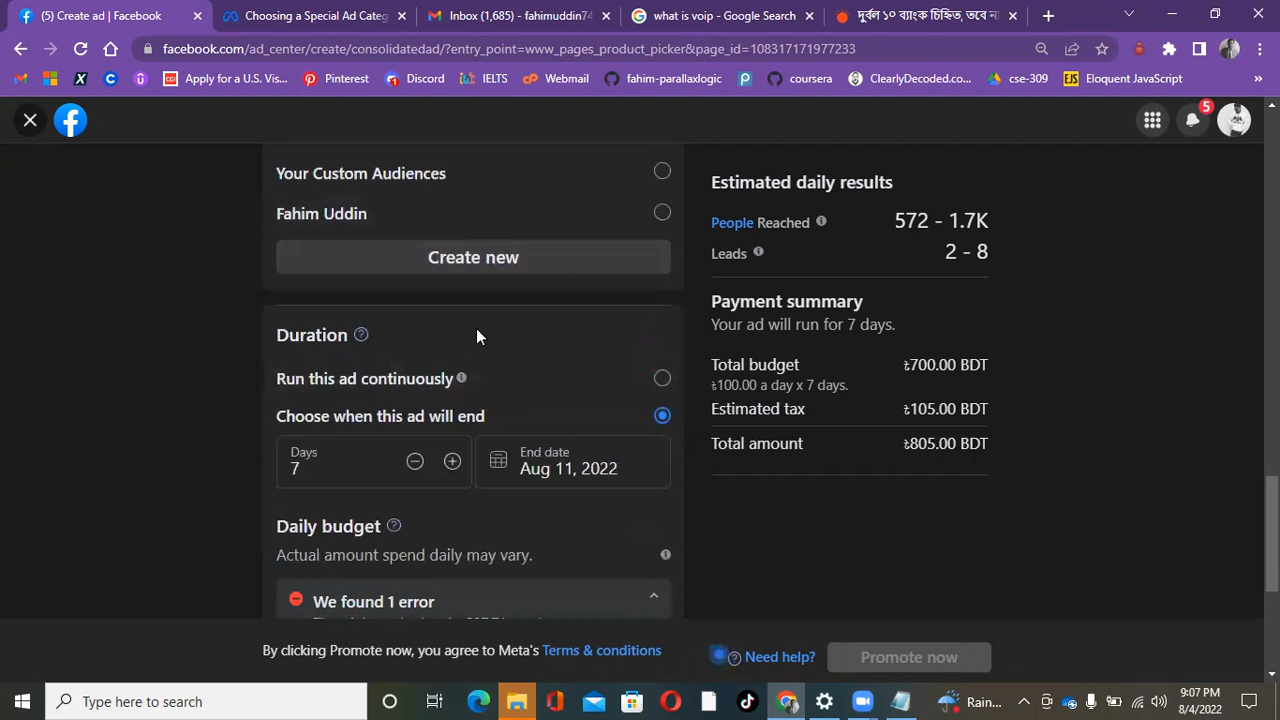 Create ad | Facebook
Choosing a Special Ad Categ
Inbox (1,685) - fahimuddin74
what is voip - Google Search
দুর্বল ১০ ব্যাংক চিহ্নিত, তবে না
facebook.com/ad_center/create/consolidatedad/?entry_point=www_pages_product_picker&page_id=108317171977233
Apply for a U.S. Vis...
Pinterest
Discord
IELTS
Webmail
fahim-parallaxlogic
coursera
ClearlyDecoded.co...
cse-309
EJS
Eloquent JavaScript
5
Your Custom Audiences
Fahim Uddin
Create new
Duration
Run this ad continuously
Choose when this ad will end
Days
7
End date
Aug 11, 2022
Daily budget
Actual amount spend daily may vary.
We found 1 error
Estimated daily results
People Reached
572 - 1.7K
Leads
2 - 8
Payment summary
Your ad will run for 7 days.
Total budget
৳700.00 BDT
৳100.00 a day x 7 days.
Estimated tax
৳105.00 BDT
Total amount
৳805.00 BDT
By clicking Promote now, you agree to Meta's Terms & conditions
Need help?
Promote now
Type here to search
Rain...
9:07 PM
8/4/2022